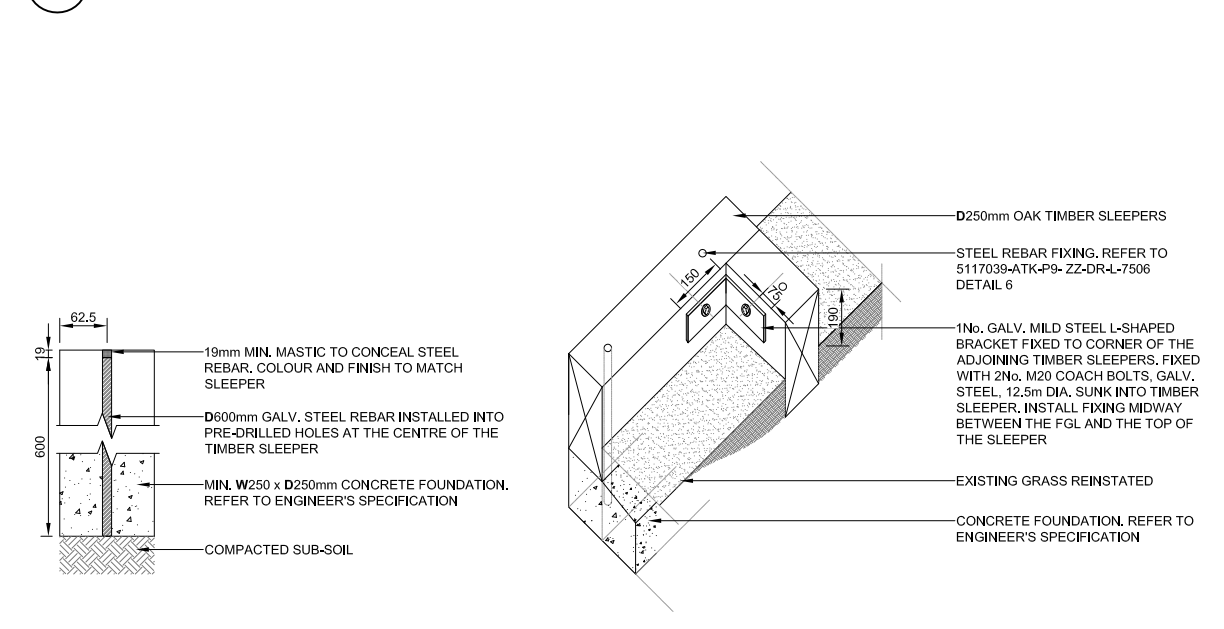 62.5
19
600
19mm MIN. MASTIC TO CONCEAL STEEL
REBAR. COLOUR AND FINISH TO MATCH
SLEEPER
D600mm GALV. STEEL REBAR INSTALLED INTO
PRE-DRILLED HOLES AT THE CENTRE OF THE
TIMBER SLEEPER
MIN. W250 x D250mm CONCRETE FOUNDATION.
REFER TO ENGINEER'S SPECIFICATION
COMPACTED SUB-SOIL
150
75
190
D250mm OAK TIMBER SLEEPERS
STEEL REBAR FIXING. REFER TO
5117039-ATK-P9- ZZ-DR-L-7506
DETAIL 6
1No. GALV. MILD STEEL L-SHAPED
BRACKET FIXED TO CORNER OF THE
ADJOINING TIMBER SLEEPERS. FIXED
WITH 2No. M20 COACH BOLTS, GALV.
STEEL, 12.5m DIA. SUNK INTO TIMBER
SLEEPER. INSTALL FIXING MIDWAY
BETWEEN THE FGL AND THE TOP OF
THE SLEEPER
EXISTING GRASS REINSTATED
CONCRETE FOUNDATION. REFER TO
ENGINEER'S SPECIFICATION